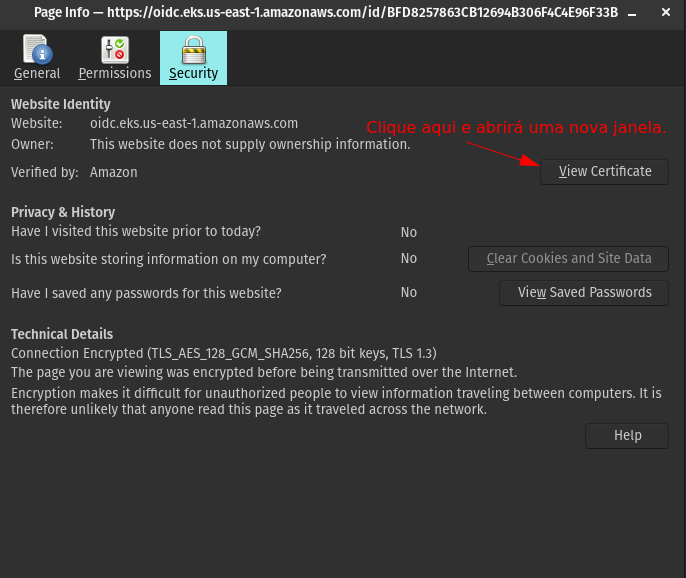 Page Info — https://oidc.eks.us-east-1.amazonaws.com/id/BFD8257863CB12694B306F4C4E96F33B
General Permissions Security
Website Identity
Website: oidc.eks.us-east-1.amazonaws.com
Clique aqui e abrirá uma nova janela.
Owner: This website does not supply ownership information.
Verified by: Amazon View Certificate
Privacy & History
Have I visited this website prior to today? No
Is this website storing information on my computer? No Clear Cookies and Site Data
Have I saved any passwords for this website? No View Saved Passwords
Technical Details
Connection Encrypted (TLS_AES_128_GCM_SHA256, 128 bit keys, TLS 1.3)
The page you are viewing was encrypted before being transmitted over the Internet.
Encryption makes it difficult for unauthorized people to view information traveling between computers. It is
therefore unlikely that anyone read this page as it traveled across the network.
Help